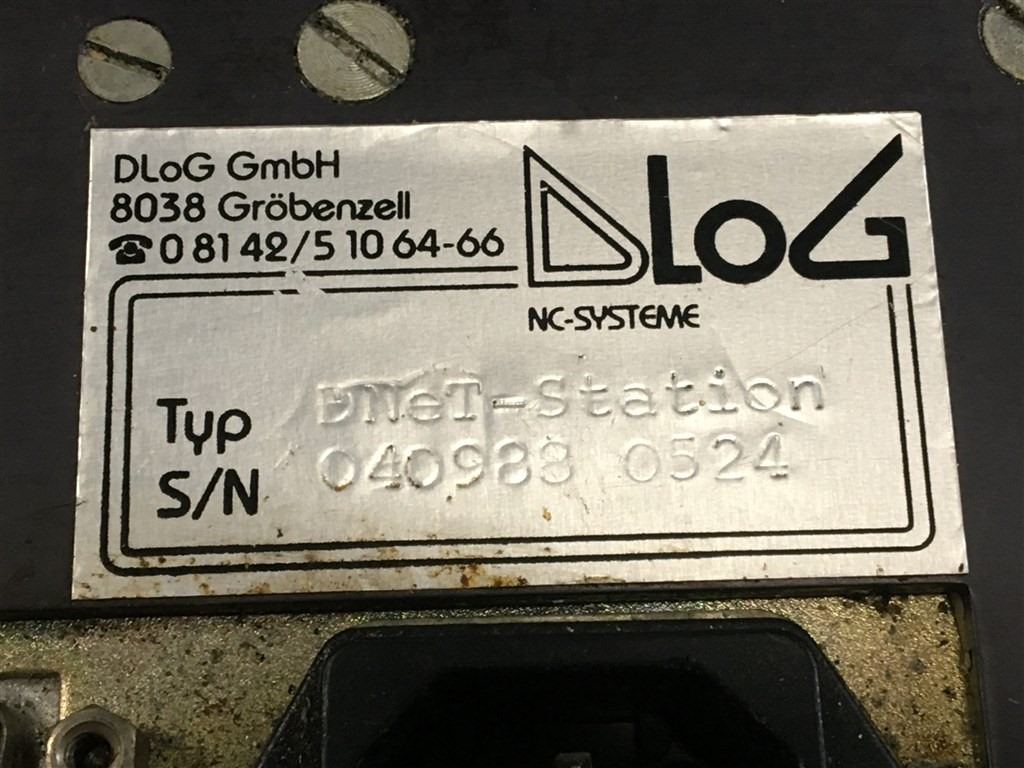 DLoG GmbH
8038 Gröbenzell
☎ 0 81 42/5 10 64-66
DLoG
NC-SYSTEME
Typ DNeT-Station
S/N 040988 0524